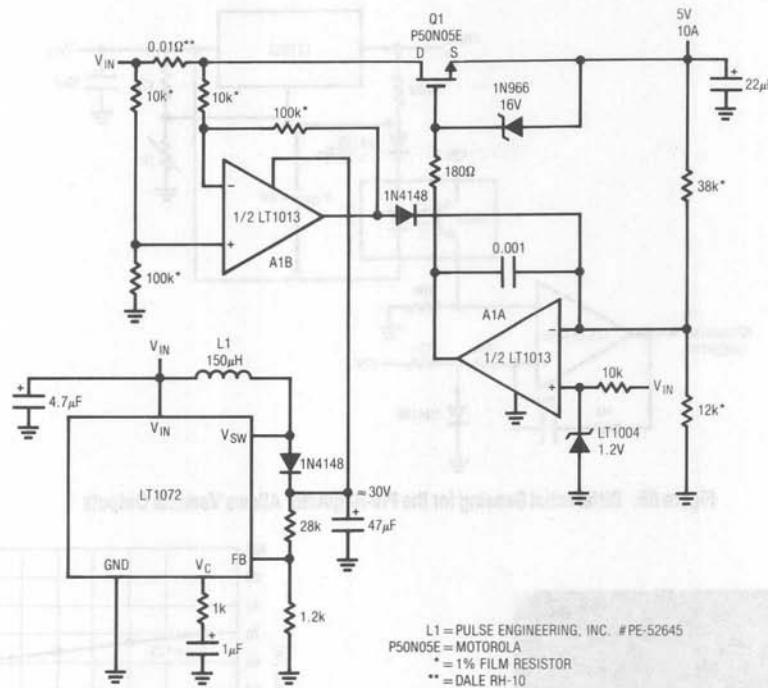 Q1
P50N05E
5V
10A
0.01Ω**
VIN
D
S
10k*
10k*
100k*
1N966
16V
22µF
180Ω
38k*
1N4148
1/2 LT1013
A1B
0.001
100k*
A1A
1/2 LT1013
L1
150µH
VIN
10k
VIN
4.7µF
VIN
VSW
LT1004
1.2V
12k*
1N4148
LT1072
≈30V
47µF
28k
FB
GND
VC
1k
1.2k
1µF
L1 = PULSE ENGINEERING, INC. #PE-52645
P50N05E = MOTOROLA
* = 1% FILM RESISTOR
** = DALE RH-10